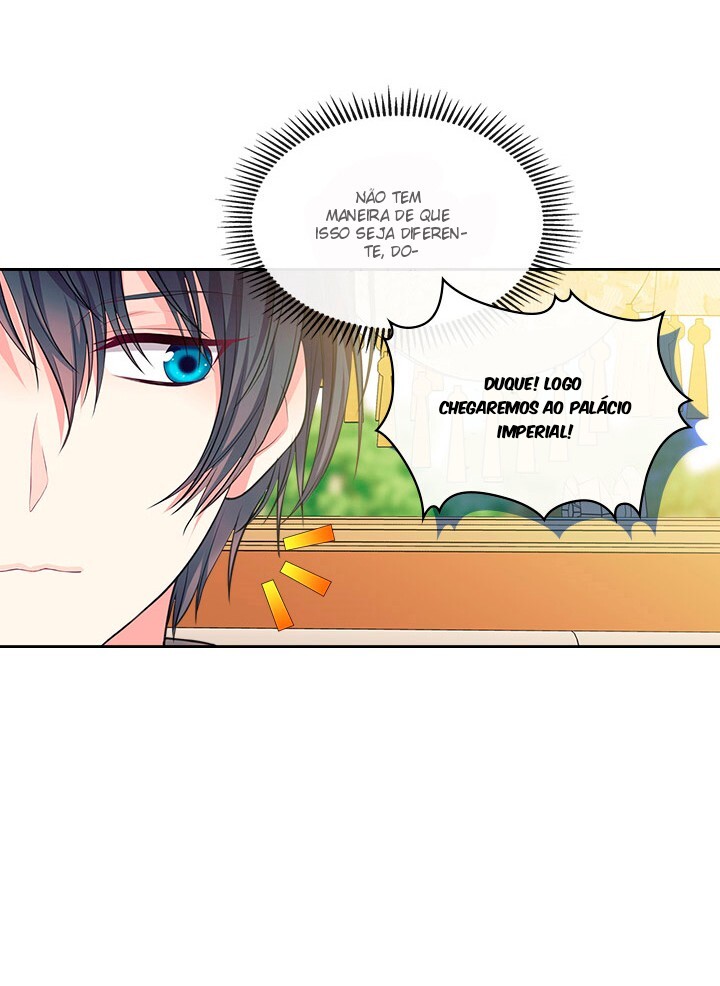 NÃO TEM
MANEIRA DE QUE
ISSO SEJA DIFEREN-
TE, DO-
DUQUE! LOGO
CHEGAREMOS AO PALÁCIO
IMPERIAL!